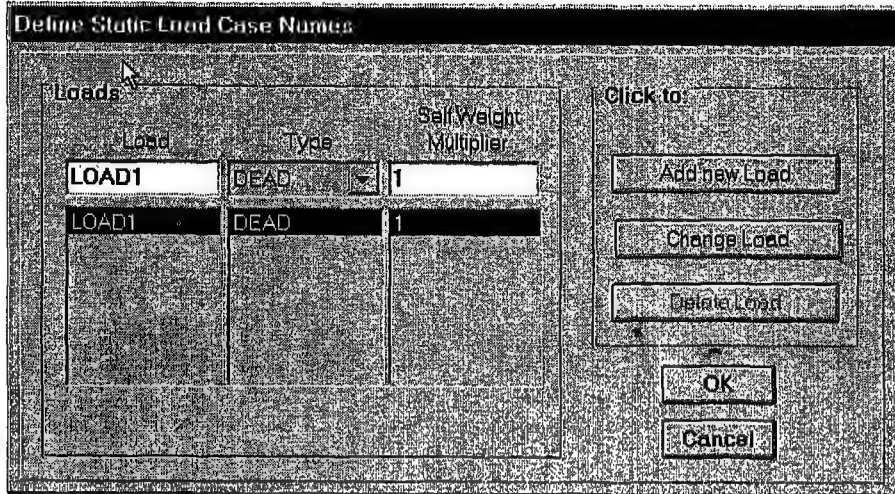 Define Static Load Case Names
Loads
Load Type Self Weight Multiplier
LOAD1 DEAD 1
LOAD1 DEAD 1
Click to:
Add new Load
Change Load
Delete Load
OK
Cancel